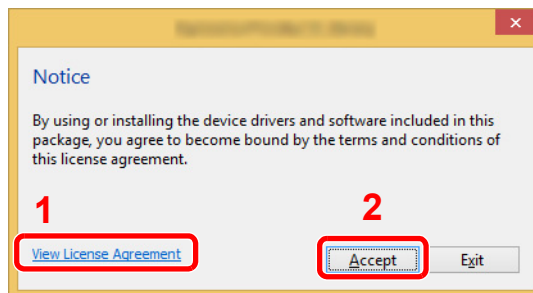 Notice
By using or installing the device drivers and software included in this
package, you agree to become bound by the terms and conditions of
this license agreement.
1
2
View License Agreement
Accept
Exit